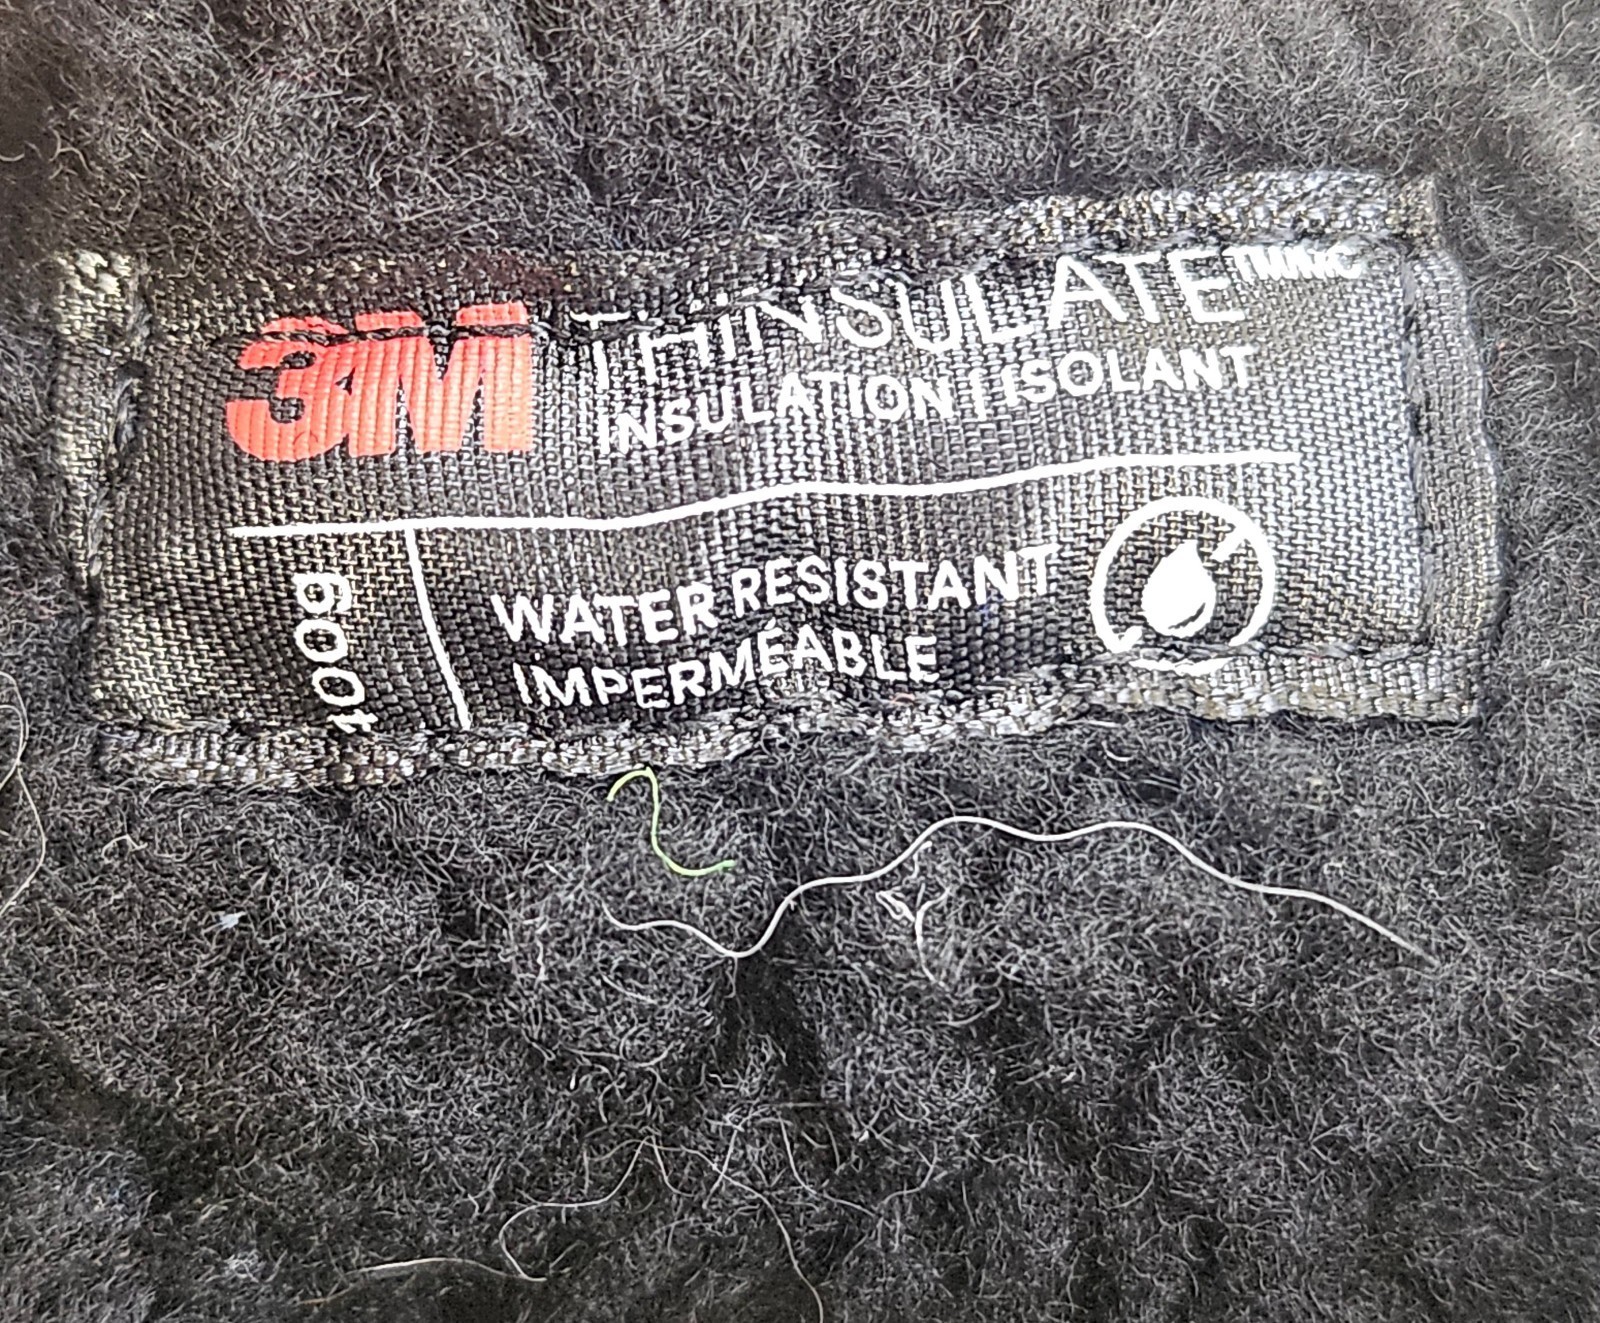 3M THINSULATE™MC
INSULATION | ISOLANT
100g
WATER RESISTANT
IMPERMÉABLE